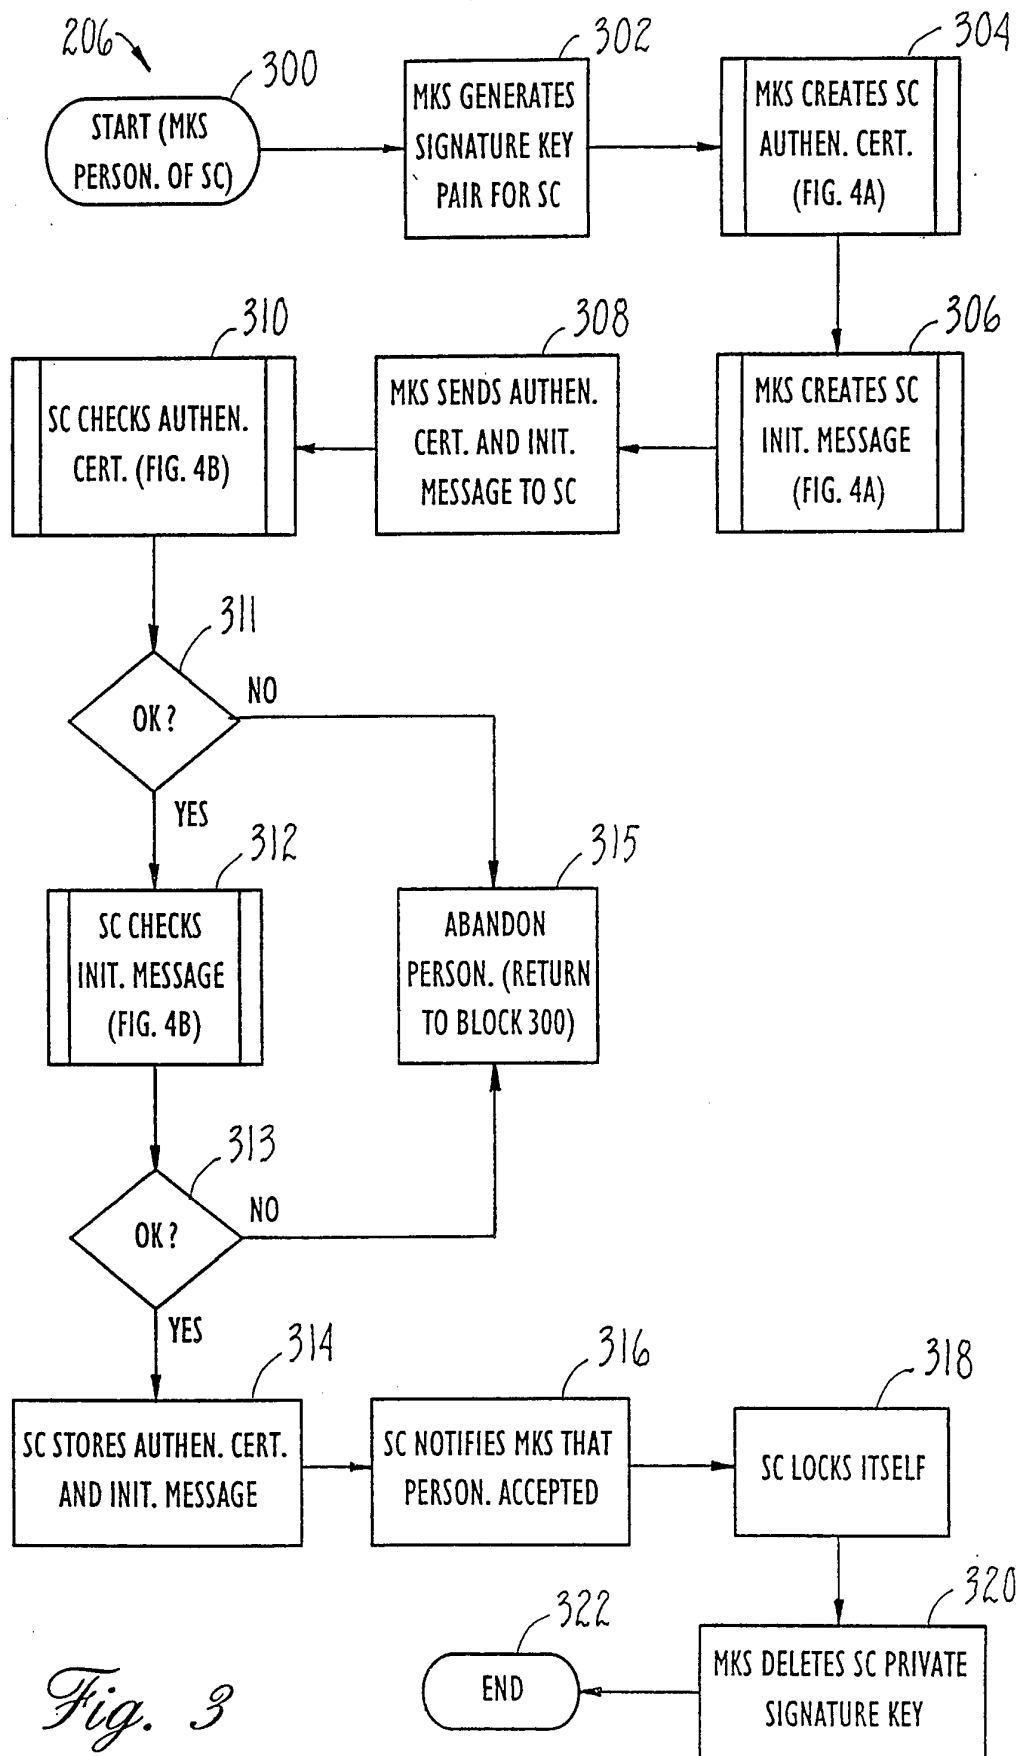 206
300
START (MKS
PERSON. OF SC)
302
MKS GENERATES
SIGNATURE KEY
PAIR FOR SC
304
MKS CREATES SC
AUTHEN. CERT.
(FIG. 4A)
310
SC CHECKS AUTHEN.
CERT. (FIG. 4B)
308
MKS SENDS AUTHEN.
CERT. AND INIT.
MESSAGE TO SC
306
MKS CREATES SC
INIT. MESSAGE
(FIG. 4A)
311
OK?
NO
YES
312
SC CHECKS
INIT. MESSAGE
(FIG. 4B)
315
ABANDON
PERSON. (RETURN
TO BLOCK 300)
313
OK?
NO
YES
314
SC STORES AUTHEN. CERT.
AND INIT. MESSAGE
316
SC NOTIFIES MKS THAT
PERSON. ACCEPTED
318
SC LOCKS ITSELF
320
MKS DELETES SC PRIVATE
SIGNATURE KEY
322
END
Fig. 3